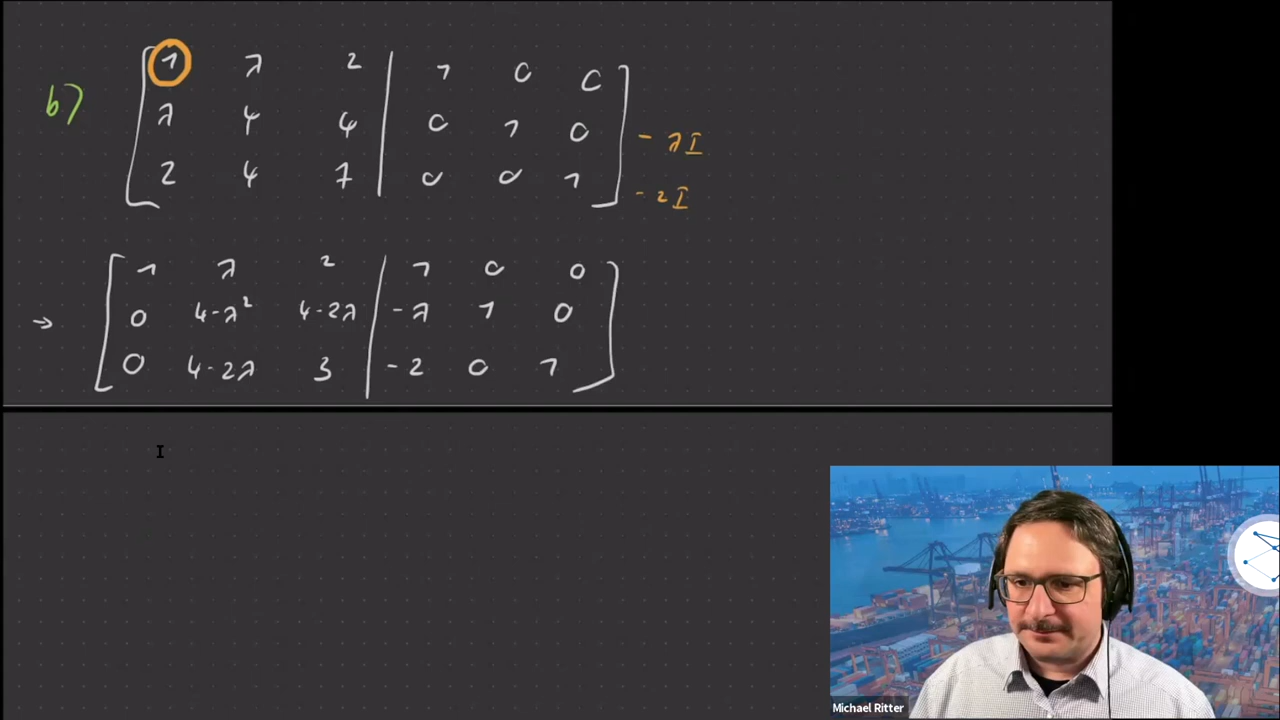 b) [ 1 λ 2 | 1 0 0 ]
[ λ 4 4 | 0 1 0 ] - λI
[ 2 4 7 | 0 0 1 ] - 2I
→ [ 1 λ 2 | 1 0 0 ]
[ 0 4-λ² 4-2λ | -λ 1 0 ]
[ 0 4-2λ 3 | -2 0 1 ]
Michael Ritter